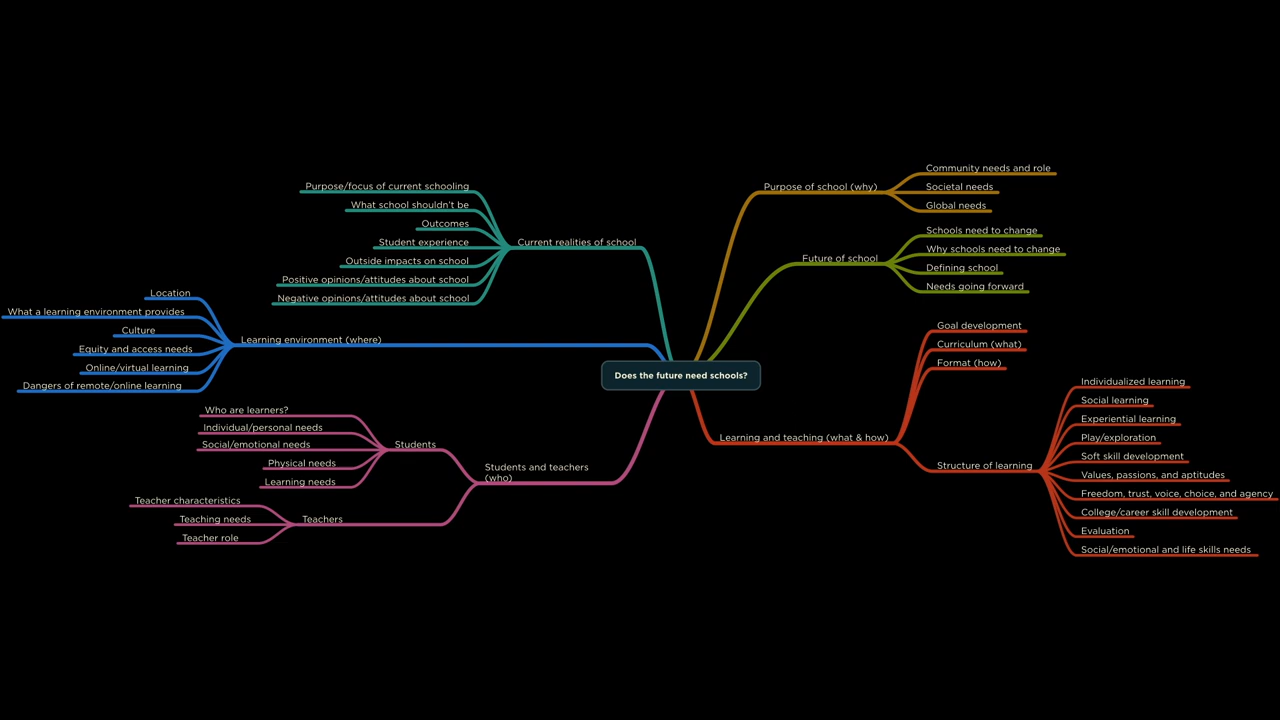 Does the future need schools?
Current realities of school
Purpose/focus of current schooling
What school shouldn't be
Outcomes
Student experience
Outside impacts on school
Positive opinions/attitudes about school
Negative opinions/attitudes about school
Learning environment (where)
Location
What a learning environment provides
Culture
Equity and access needs
Online/virtual learning
Dangers of remote/online learning
Students and teachers
(who)
Students
Who are learners?
Individual/personal needs
Social/emotional needs
Physical needs
Learning needs
Teachers
Teacher characteristics
Teaching needs
Teacher role
Purpose of school (why)
Community needs and role
Societal needs
Global needs
Future of school
Schools need to change
Why schools need to change
Defining school
Needs going forward
Learning and teaching (what & how)
Goal development
Curriculum (what)
Format (how)
Structure of learning
Individualized learning
Social learning
Experiential learning
Play/exploration
Soft skill development
Values, passions, and aptitudes
Freedom, trust, voice, choice, and agency
College/career skill development
Evaluation
Social/emotional and life skills needs